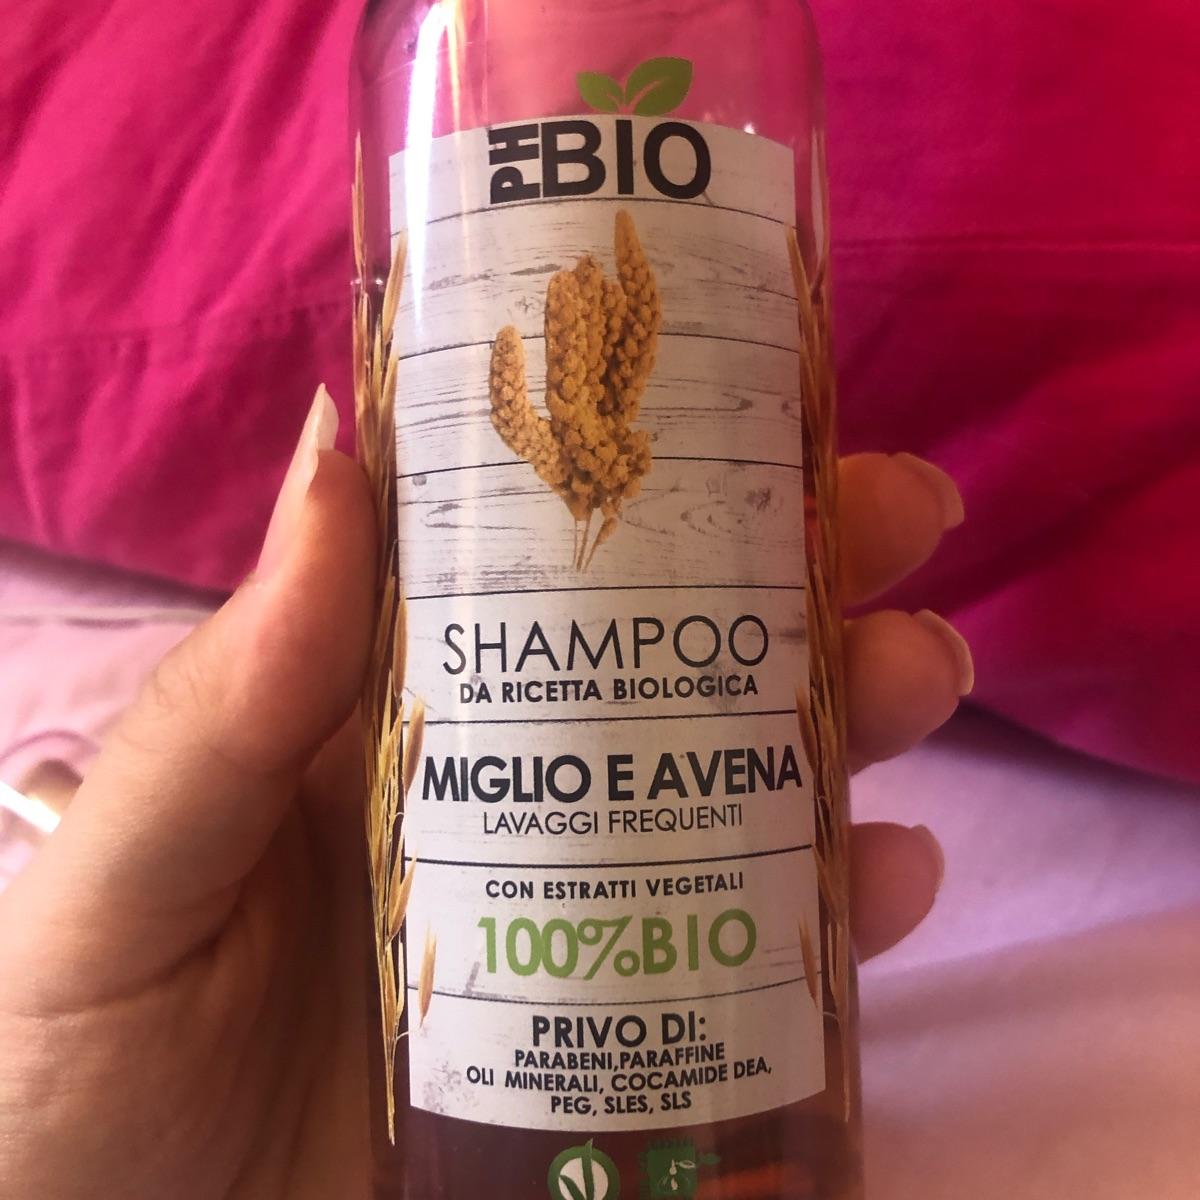 PH BIO
SHAMPOO
DA RICETTA BIOLOGICA
MIGLIO E AVENA
LAVAGGI FREQUENTI
CON ESTRATTI VEGETALI
100%BIO
PRIVO DI:
PARABENI,PARAFFINE
OLI MINERALI, COCAMIDE DEA,
PEG, SLES, SLS